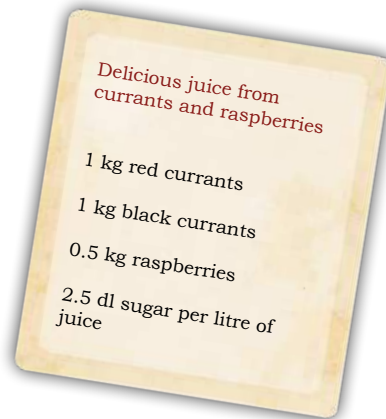 Delicious juice from
currants and raspberries
1 kg red currants
1 kg black currants
0.5 kg raspberries
2.5 dl sugar per litre of
juice